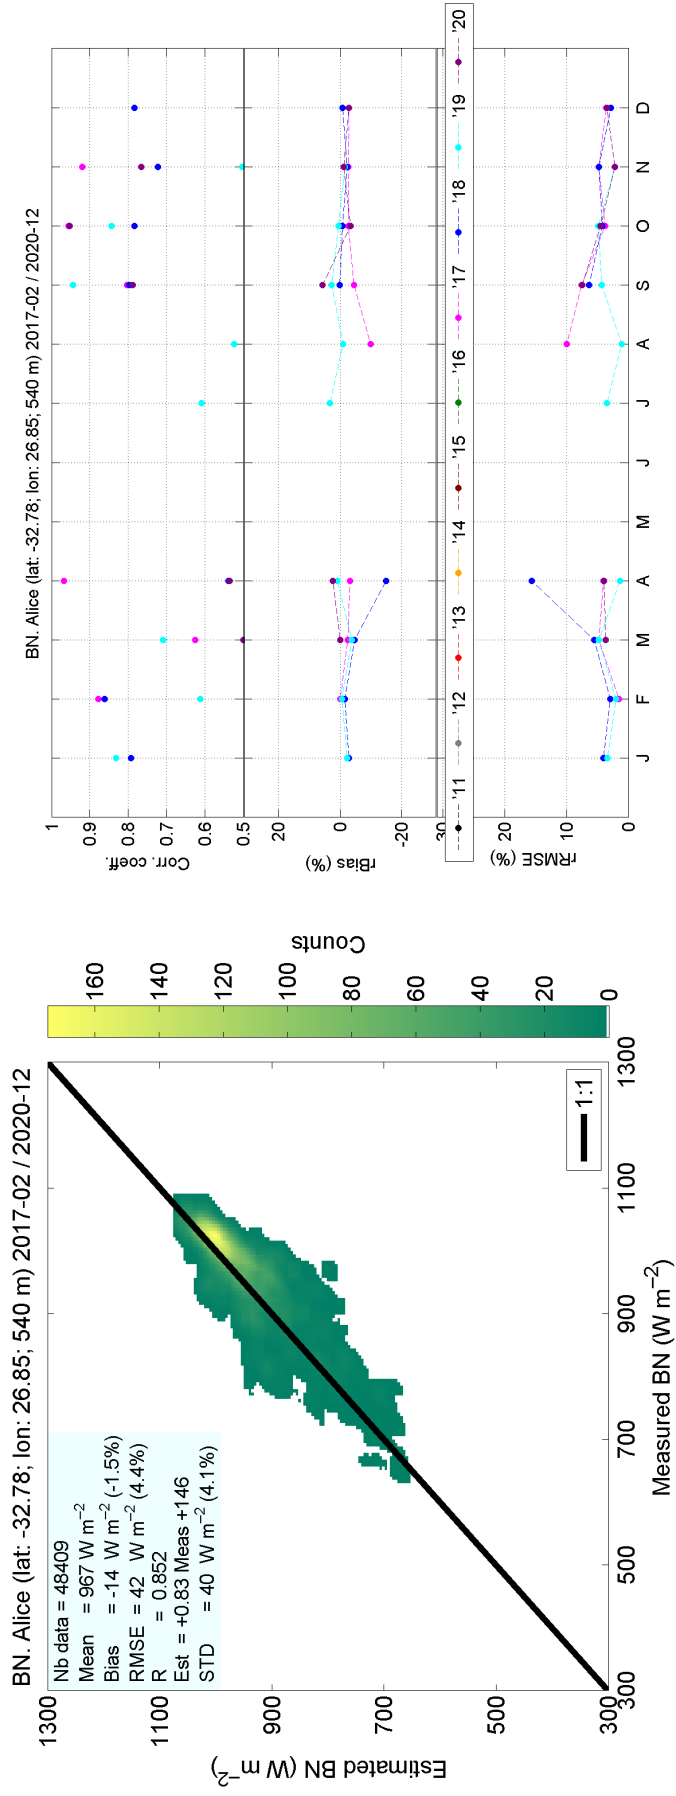 BN. Alice (lat: -32.78; lon: 26.85; 540 m) 2017-02 / 2020-12
Nb data = 48409
Mean = 967 W m−2
Bias = -14 W m−2 (-1.5%)
RMSE = 42 W m−2 (4.4%)
R = 0.852
Est = +0.83 Meas +146
STD = 40 W m−2 (4.1%)
1300
1100
900
700
500
300
Estimated BN (W m−2)
300 500 700 900 1100 1300
Measured BN (W m−2)
1:1
160
140
120
100
80
60
40
20
0
Counts
BN. Alice (lat: -32.78; lon: 26.85; 540 m) 2017-02 / 2020-12
1
0.9
0.8
0.7
0.6
0.5
Corr. coeff.
20
0
-20
rBias (%)
30
'11 '12 '13 '14 '15 '16 '17 '18 '19 '20
20
10
0
rRMSE (%)
J F M A M J J A S O N D